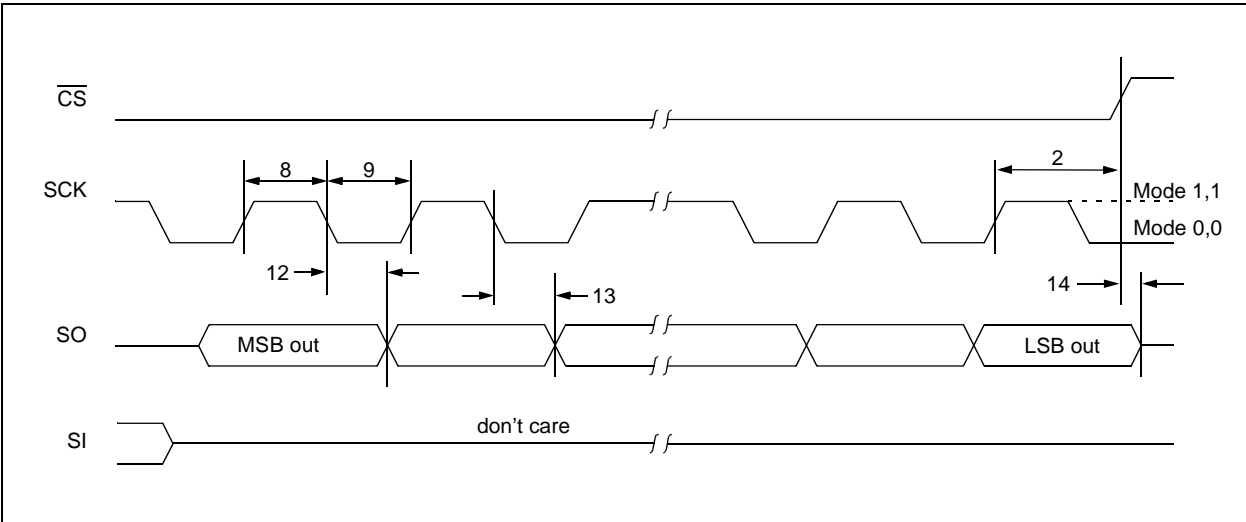 C̅S̅
SCK
8
9
2
Mode 1,1
Mode 0,0
12
13
14
SO
MSB out
LSB out
SI
don't care